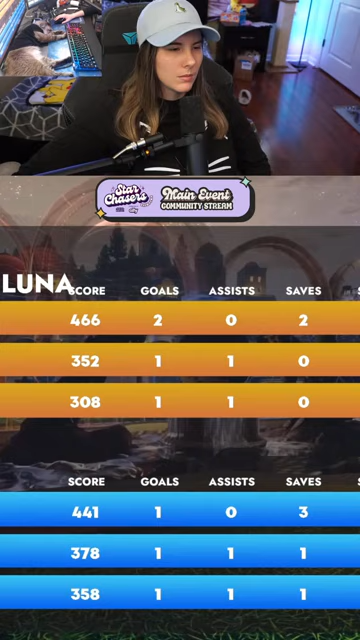 Star
Chasers
Main Event
COMMUNITY STREAM
LUNA
SCORE GOALS ASSISTS SAVES
466 2 0 2
352 1 1 0
308 1 1 0
SCORE GOALS ASSISTS SAVES
441 1 0 3
378 1 1 1
358 1 1 1